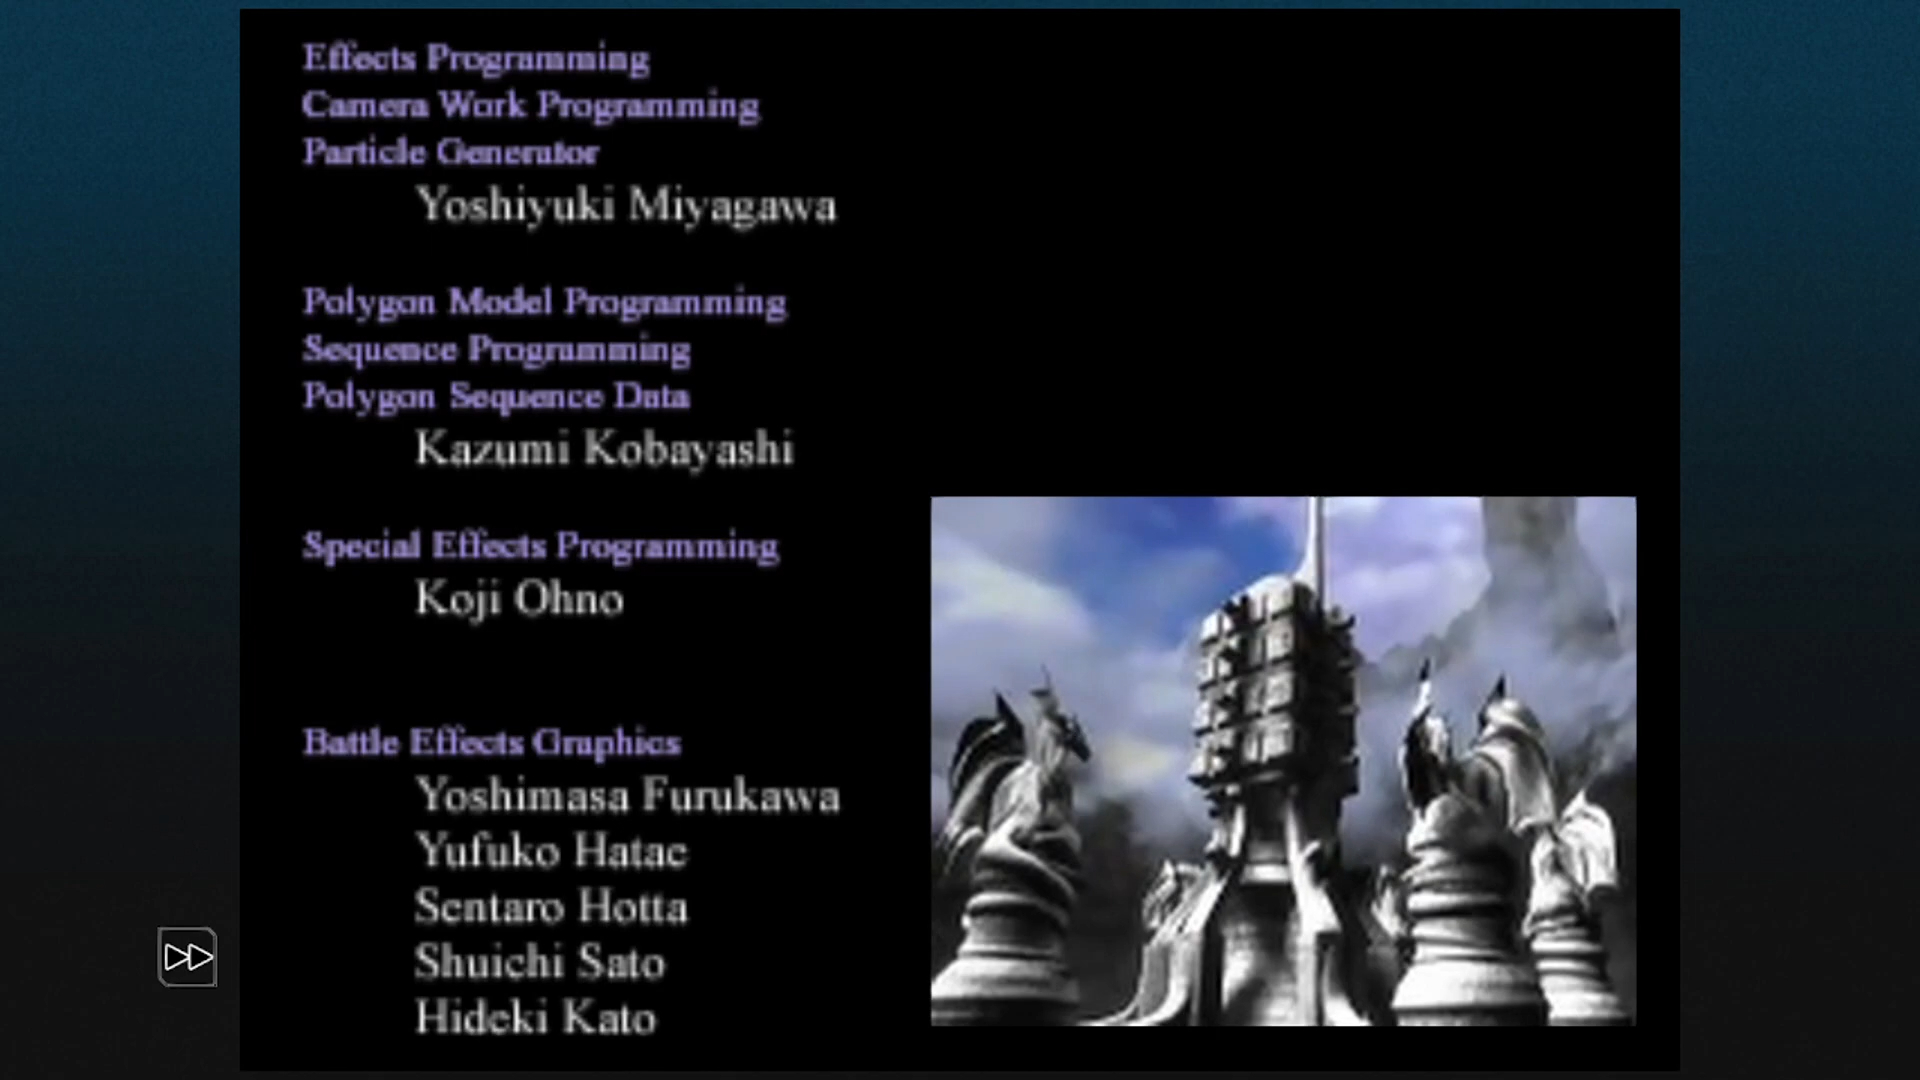 Effects Programming
Camera Work Programming
Particle Generator
Yoshiyuki Miyagawa
Polygon Model Programming
Sequence Programming
Polygon Sequence Data
Kazumi Kobayashi
Special Effects Programming
Koji Ohno
Battle Effects Graphics
Yoshimasa Furukawa
Yufuko Hatae
Sentaro Hotta
Shuichi Sato
Hideki Kato